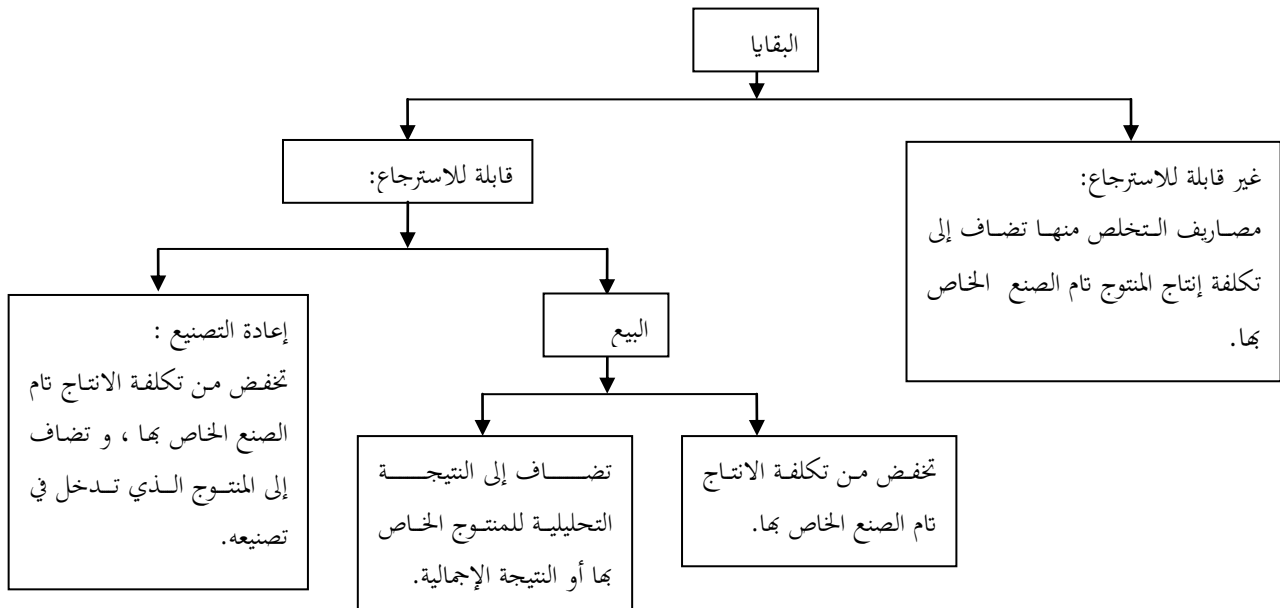 البقايا
غير قابلة للاسترجاع:
مصاريف التخلص منها تضاف إلى
تكلفة إنتاج المنتوج تام الصنع الخاص
بها.
قابلة للاسترجاع:
البيع
تخفض من تكلفة الانتاج
تام الصنع الخاص بها.
تضاف إلى النتيجة
التحليلية للمنتوج الخاص
بها أو النتيجة الإجمالية.
إعادة التصنيع :
تخفض من تكلفة الانتاج تام
الصنع الخاص بها ، و تضاف
إلى المنتوج الذي تدخل في
تصنيعه.